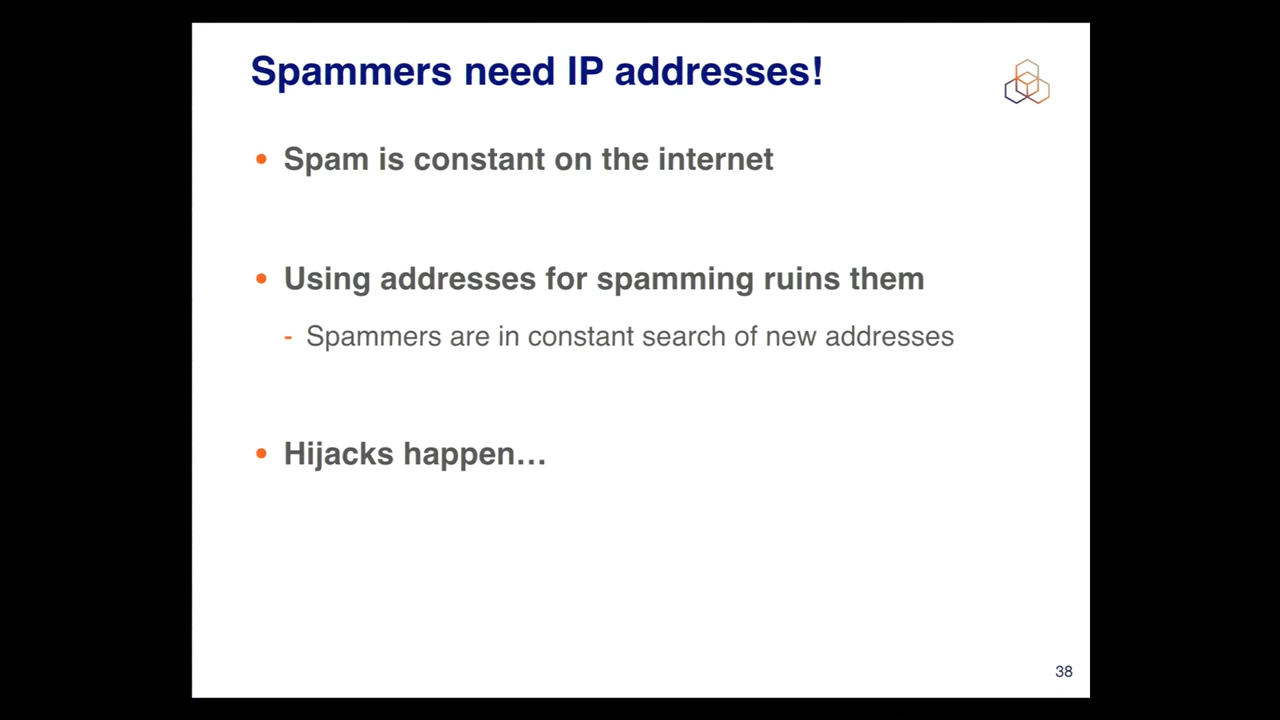 Spammers need IP addresses!
• Spam is constant on the internet
• Using addresses for spamming ruins them
- Spammers are in constant search of new addresses
• Hijacks happen…
38